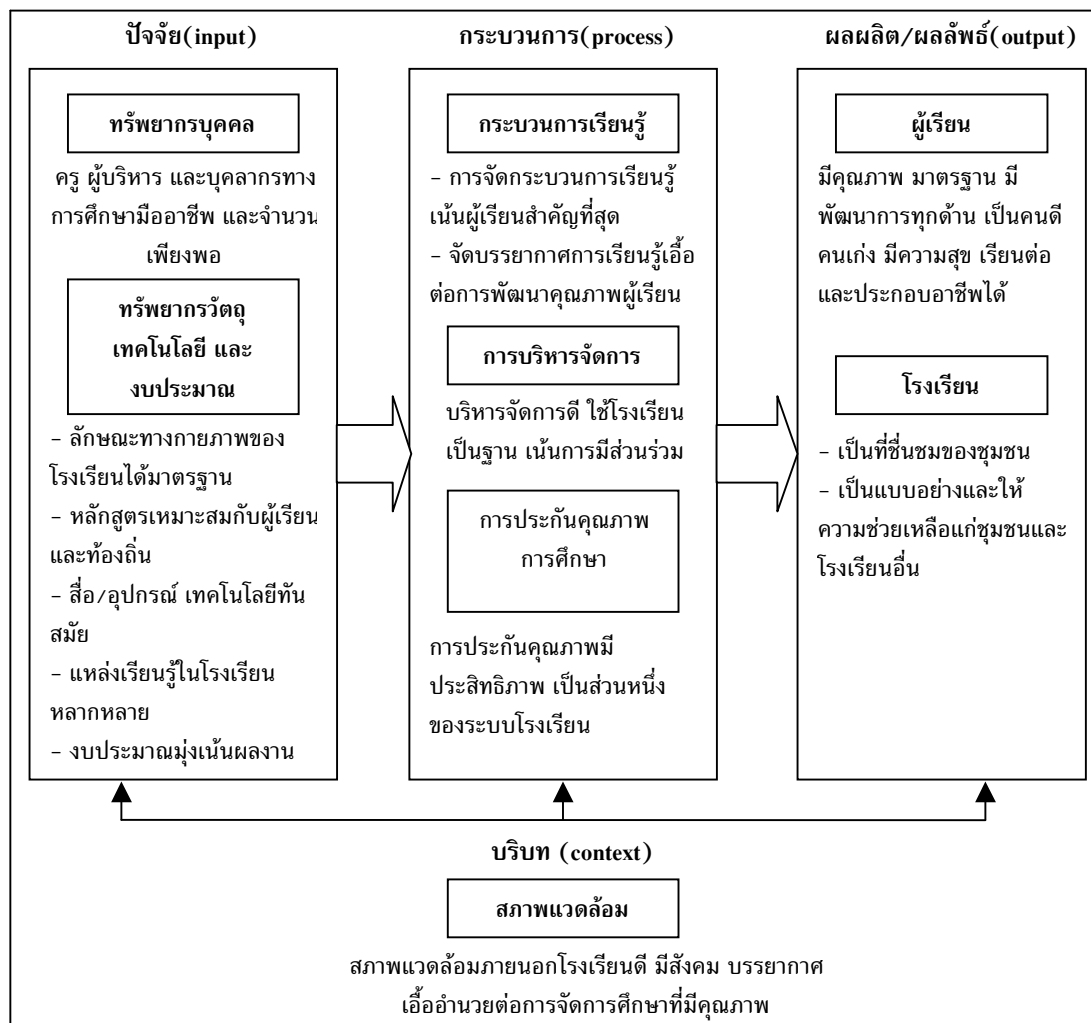 ปัจจัย(input)
ทรัพยากรบุคคล
ครู ผู้บริหาร และบุคลากรทาง
การศึกษามืออาชีพ และจำนวน
เพียงพอ
ทรัพยากรวัตถุ
เทคโนโลยี และ
งบประมาณ
- ลักษณะทางกายภาพของ
โรงเรียนได้มาตรฐาน
- หลักสูตรเหมาะสมกับผู้เรียน
และท้องถิ่น
- สื่อ/อุปกรณ์ เทคโนโลยีทัน
สมัย
- แหล่งเรียนรู้ในโรงเรียน
หลากหลาย
- งบประมาณมุ่งเน้นผลงาน
กระบวนการ(process)
กระบวนการเรียนรู้
- การจัดกระบวนการเรียนรู้
เน้นผู้เรียนสำคัญที่สุด
- จัดบรรยากาศการเรียนรู้เอื้อ
ต่อการพัฒนาคุณภาพผู้เรียน
การบริหารจัดการ
บริหารจัดการดี ใช้โรงเรียน
เป็นฐาน เน้นการมีส่วนร่วม
การประกันคุณภาพ
การศึกษา
การประกันคุณภาพมี
ประสิทธิภาพ เป็นส่วนหนึ่ง
ของระบบโรงเรียน
ผลผลิต/ผลลัพธ์(output)
ผู้เรียน
มีคุณภาพ มาตรฐาน มี
พัฒนาการทุกด้าน เป็นคนดี
คนเก่ง มีความสุข เรียนต่อ
และประกอบอาชีพได้
โรงเรียน
- เป็นที่ชื่นชมของชุมชน
- เป็นแบบอย่างและให้
ความช่วยเหลือแก่ชุมชนและ
โรงเรียนอื่น
บริบท (context)
สภาพแวดล้อม
สภาพแวดล้อมภายนอกโรงเรียนดี มีสังคม บรรยากาศ
เอื้ออำนวยต่อการจัดการศึกษาที่มีคุณภาพ